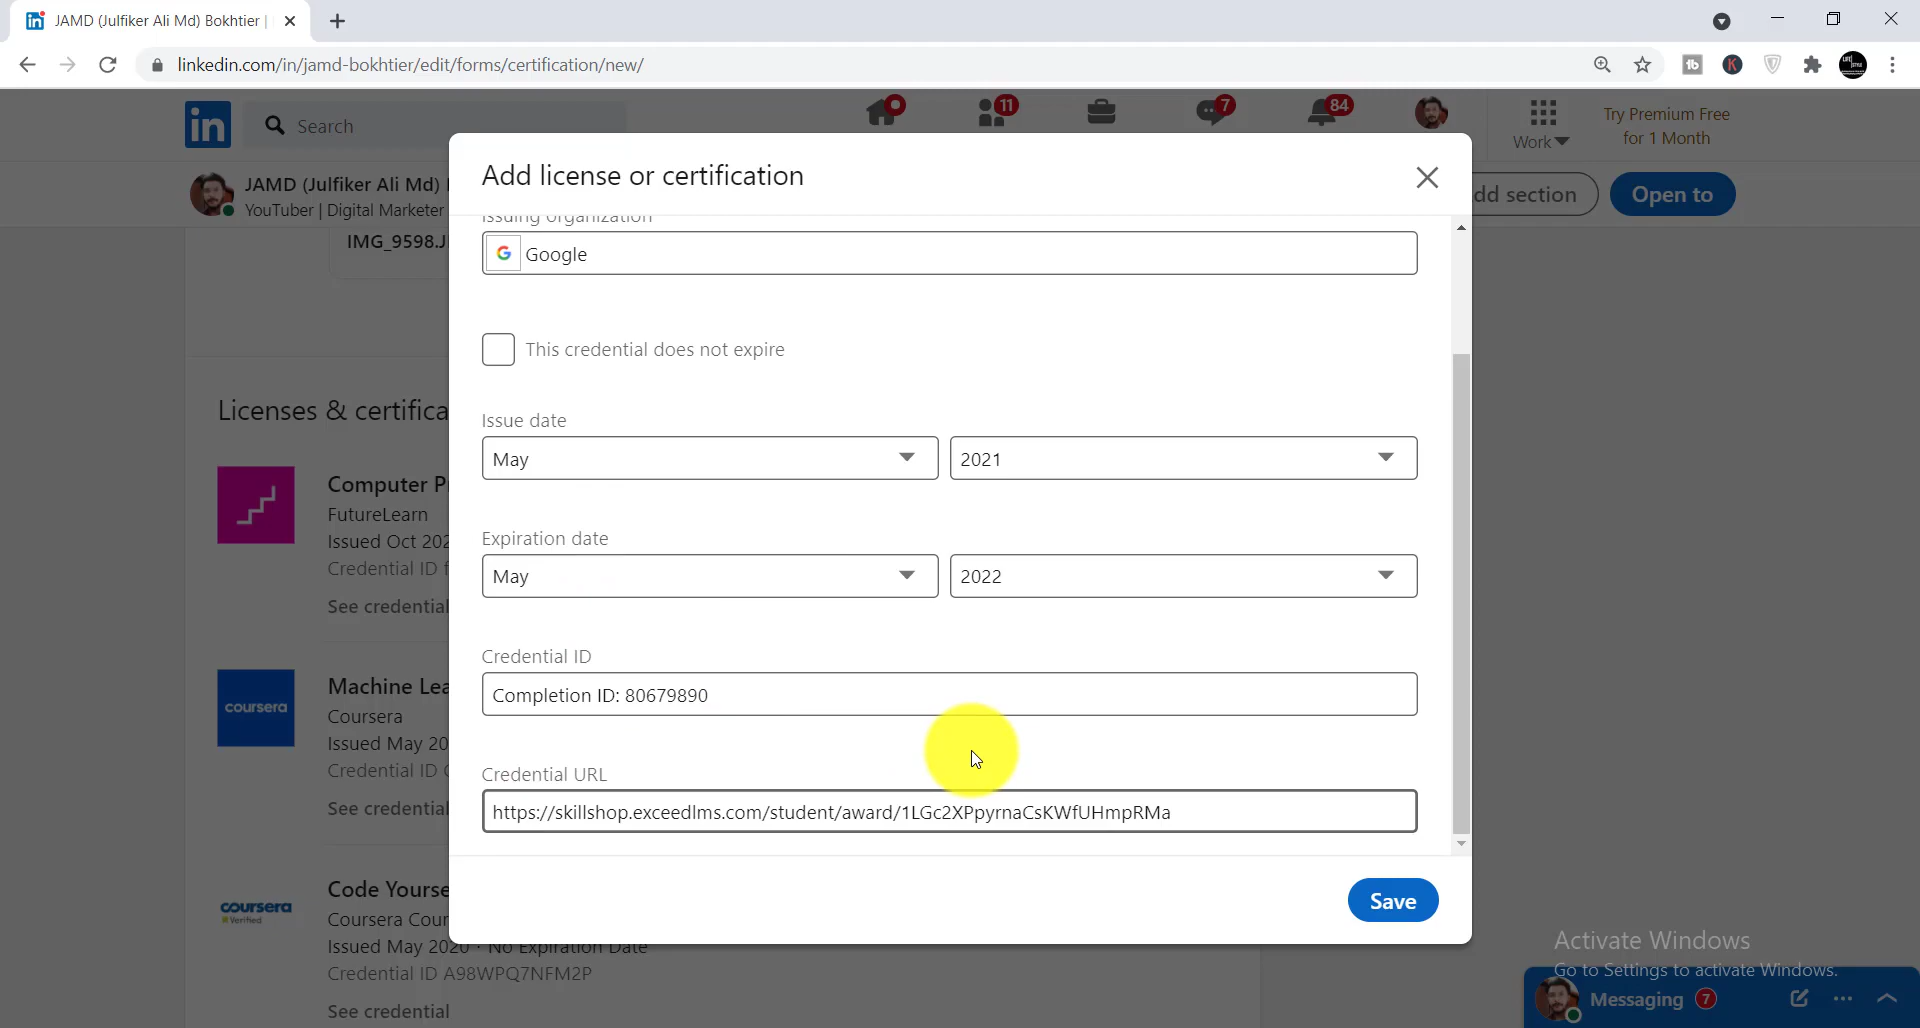 JAMD (Julfiker Ali Md) Bokhtier |
linkedin.com/in/jamd-bokhtier/edit/forms/certification/new/
in
Search
11
7
84
Work
Try Premium Free
for 1 Month
JAMD (Julfiker Ali Md)
YouTuber | Digital Marketer
dd section
Open to
IMG_9598.J
Licenses & certifica
Computer P
FutureLearn
Issued Oct 202
Credential ID
See credential
coursera
Machine Lea
Coursera
Issued May 20
Credential ID
See credential
coursera
Verified
Code Yourse
Coursera Cour
Issued May 2020 · No Expiration Date
Credential ID A98WPQ7NFM2P
See credential
Add license or certification
Issuing organization
G Google
This credential does not expire
Issue date
May
2021
Expiration date
May
2022
Credential ID
Completion ID: 80679890
Credential URL
https://skillshop.exceedlms.com/student/award/1LGc2XPpyrnaCsKWfUHmpRMa
Save
Activate Windows
Go to Settings to activate Windows.
Messaging 7